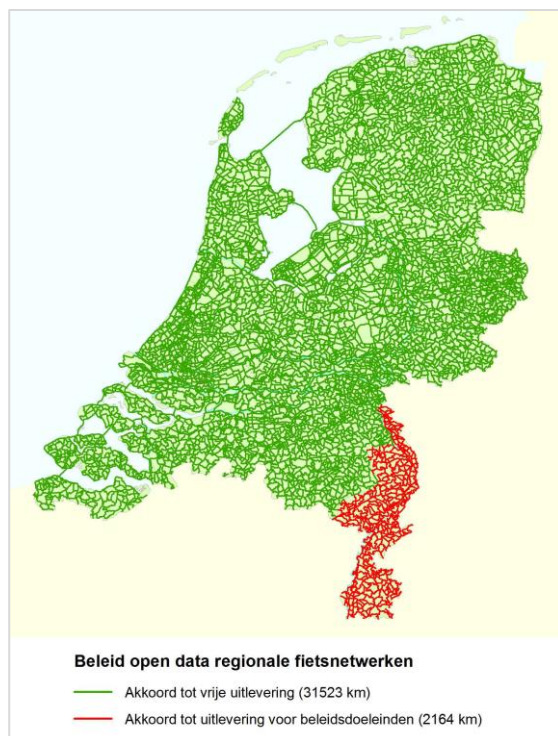 Beleid open data regionale fietsnetwerken
Akkoord tot vrije uitlevering (31523 km)
Akkoord tot uitlevering voor beleidsdoeleinden (2164 km)